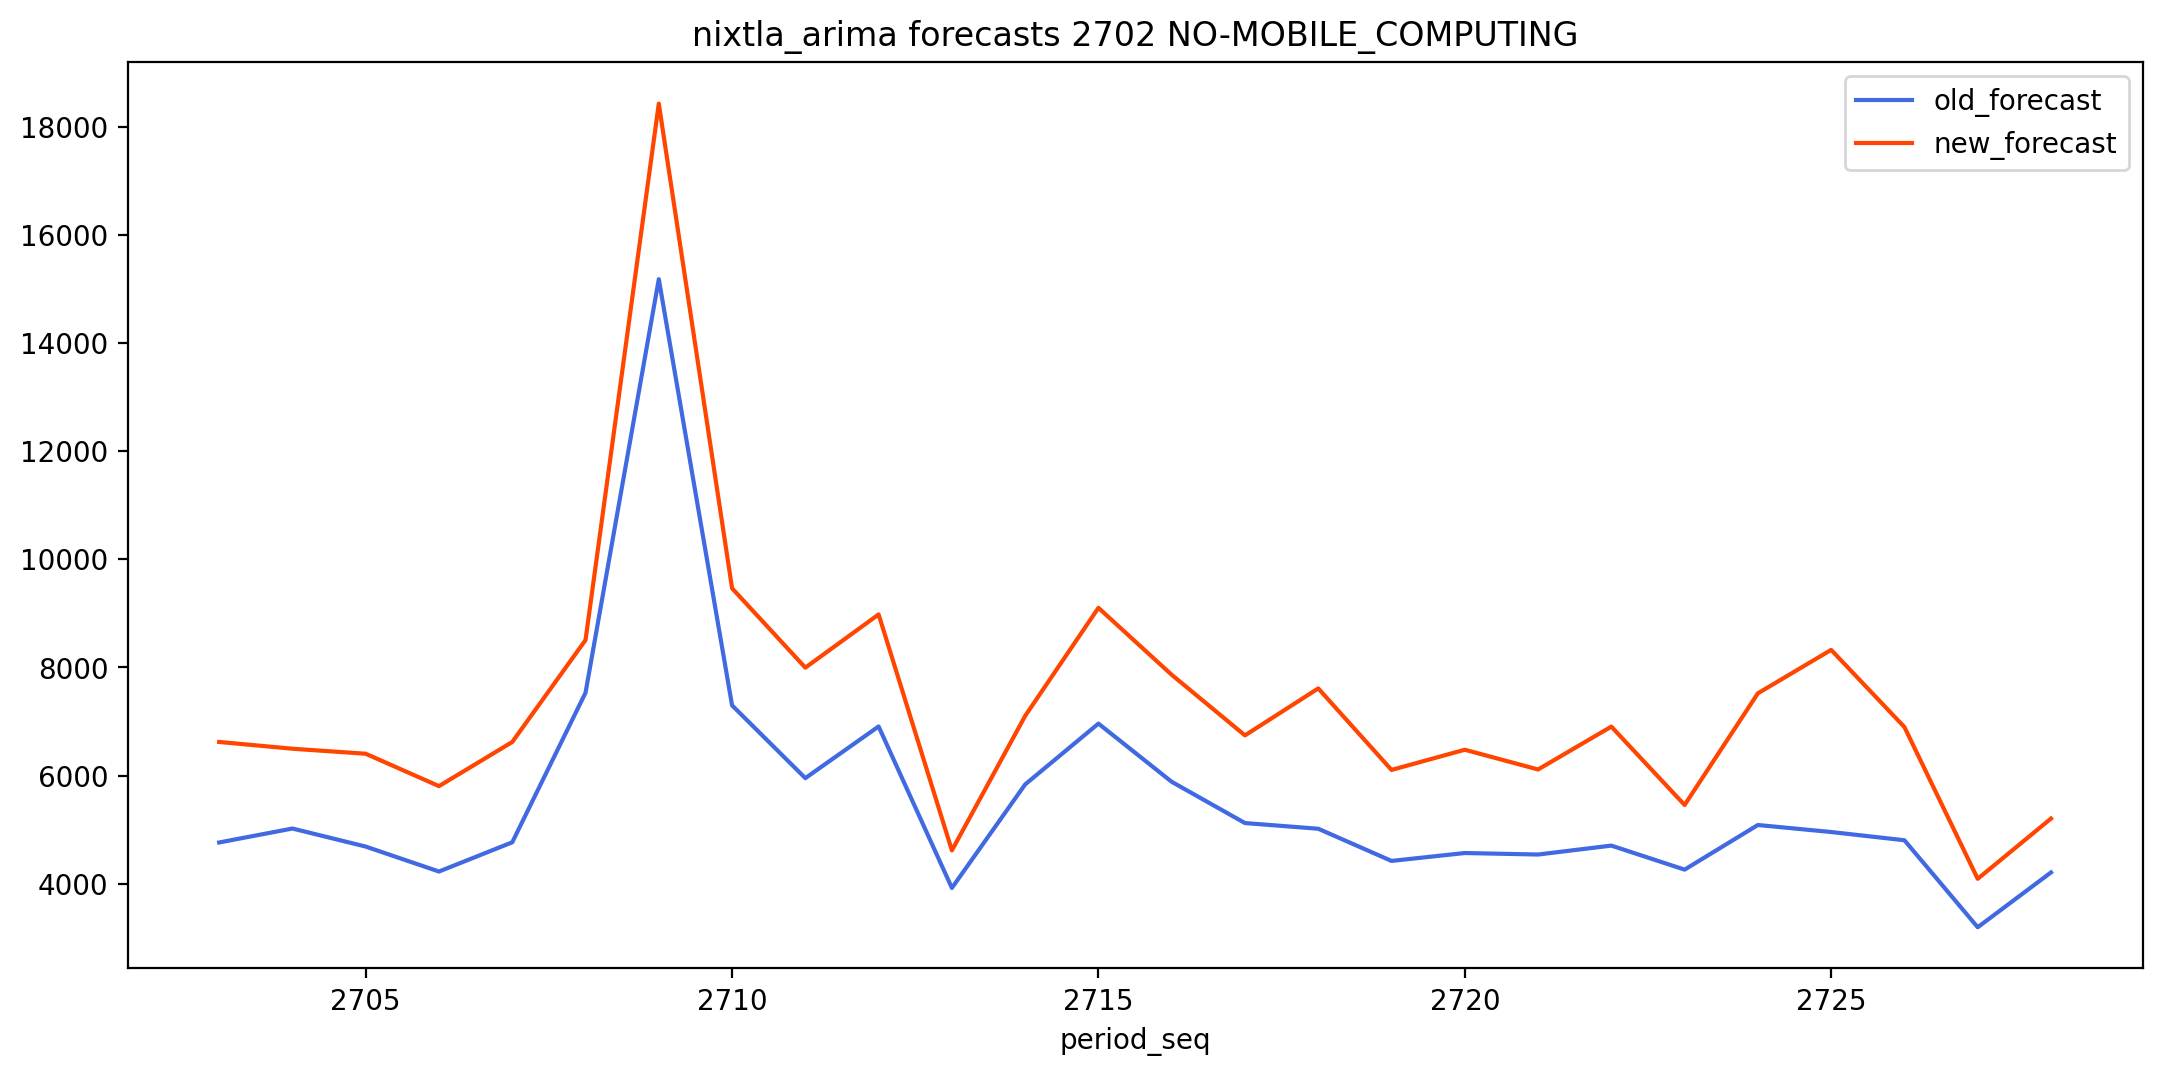 nixtla_arima forecasts 2702 NO-MOBILE_COMPUTING
old_forecast
new_forecast
18000
16000
14000
12000
10000
8000
6000
4000
2705 2710 2715 2720 2725
period_seq